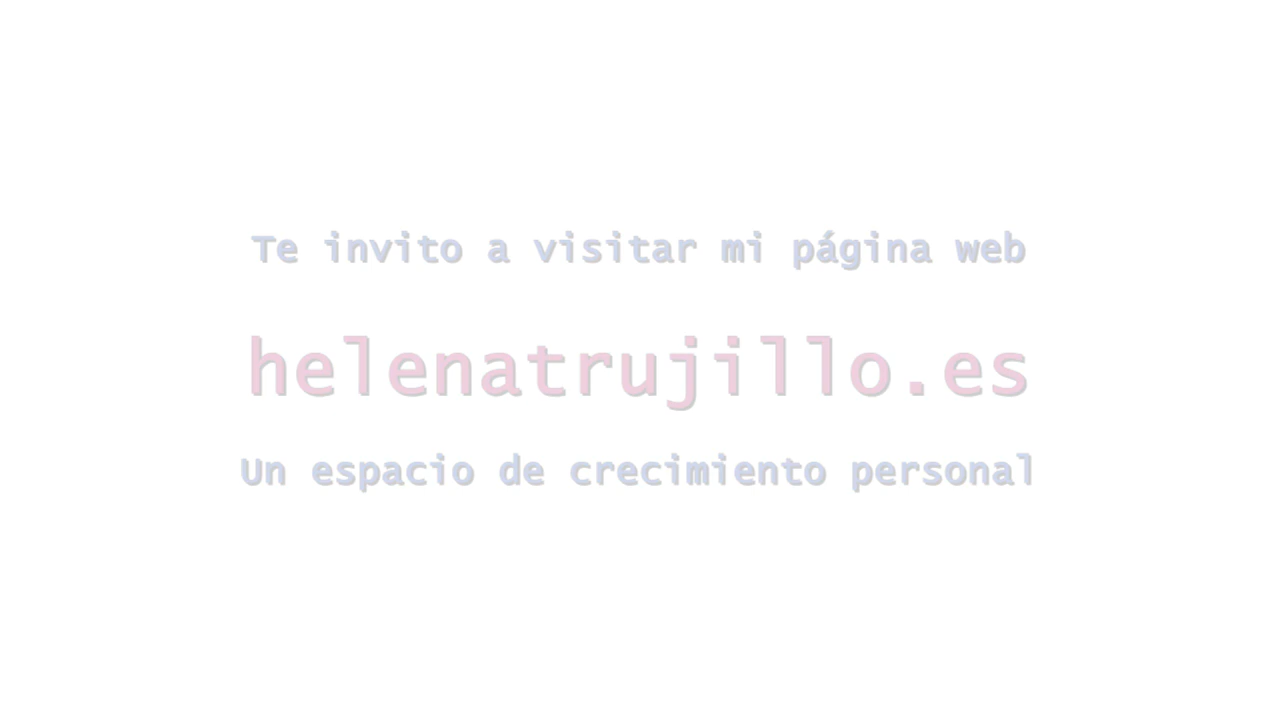 Te invito a visitar mi página web
helenatrujillo.es
Un espacio de crecimiento personal